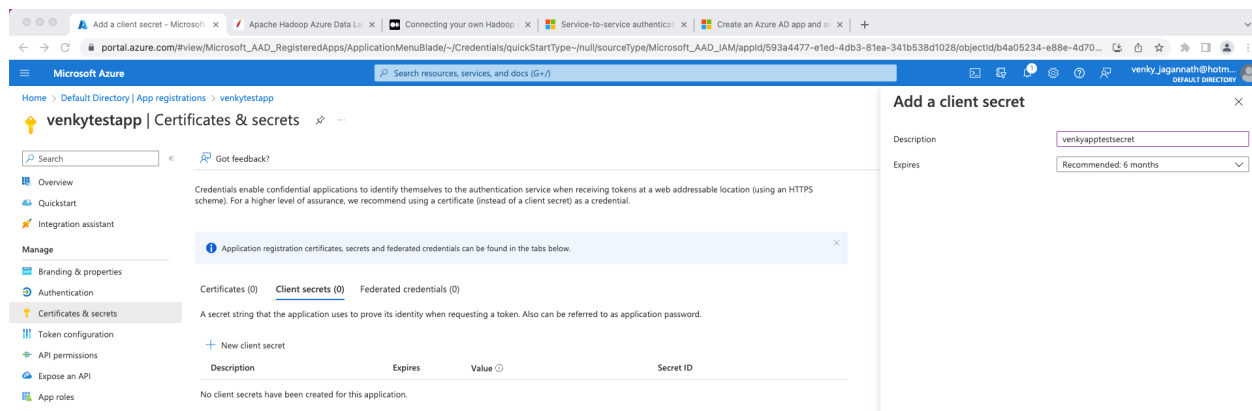 Add a client secret - Microsoft
Apache Hadoop Azure Data La
Connecting your own Hadoop
Service-to-service authenticat
Create an Azure AD app and se
portal.azure.com/#view/Microsoft_AAD_RegisteredApps/ApplicationMenuBlade/~/Credentials/quickStartType~/null/sourceType/Microsoft_AAD_IAM/appId/593a4477-e1ed-4db3-81ea-341b538d1028/objectId/b4a05234-e88e-4d70...
Microsoft Azure
Search resources, services, and docs (G+/)
1
venky_jagannath@hotm...
DEFAULT DIRECTORY
Home > Default Directory | App registrations > venkytestapp
venkytestapp | Certificates & secrets
Search
Overview
Quickstart
Integration assistant
Manage
Branding & properties
Authentication
Certificates & secrets
Token configuration
API permissions
Expose an API
App roles
Got feedback?
Credentials enable confidential applications to identify themselves to the authentication service when receiving tokens at a web addressable location (using an HTTPS
scheme). For a higher level of assurance, we recommend using a certificate (instead of a client secret) as a credential.
Application registration certificates, secrets and federated credentials can be found in the tabs below.
Certificates (0) Client secrets (0) Federated credentials (0)
A secret string that the application uses to prove its identity when requesting a token. Also can be referred to as application password.
+ New client secret
Description Expires Value Secret ID
No client secrets have been created for this application.
Add a client secret
Description venkyapptestsecret
Expires Recommended: 6 months